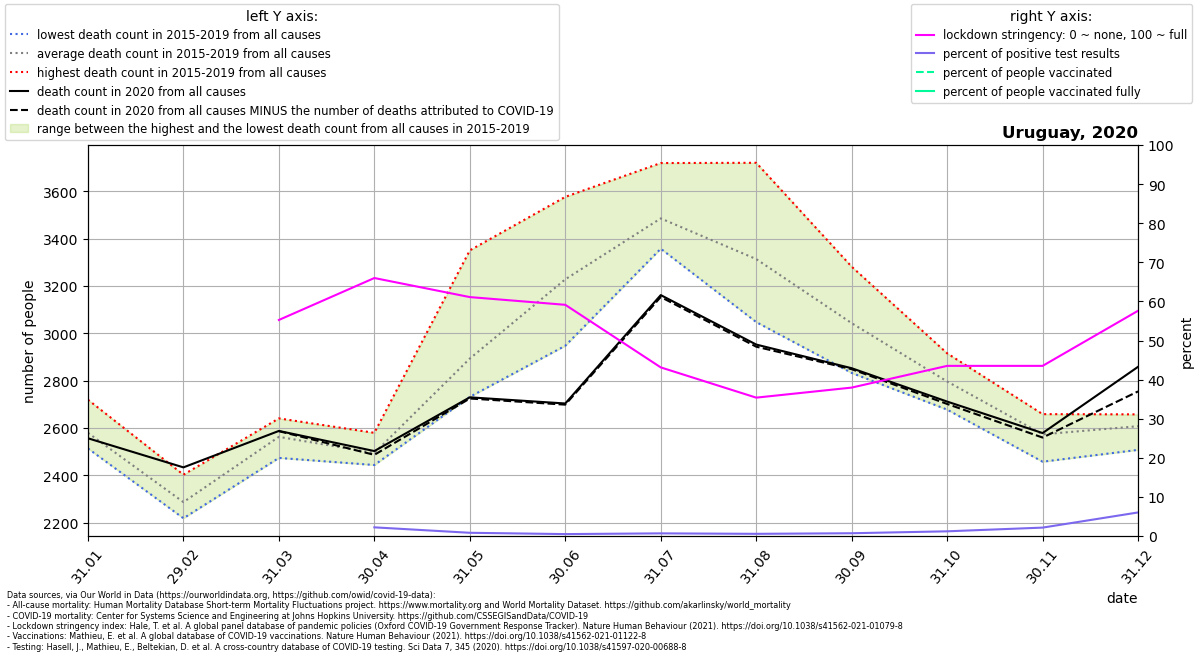 left Y axis:
lowest death count in 2015-2019 from all causes
average death count in 2015-2019 from all causes
highest death count in 2015-2019 from all causes
death count in 2020 from all causes
death count in 2020 from all causes MINUS the number of deaths attributed to COVID-19
range between the highest and the lowest death count from all causes in 2015-2019
right Y axis:
lockdown stringency: 0 ~ none, 100 ~ full
percent of positive test results
percent of people vaccinated
percent of people vaccinated fully
Uruguay, 2020
number of people
3600
3400
3200
3000
2800
2600
2400
2200
100
90
80
70
60
50
40
30
20
10
0
percent
31.01
29.02
31.03
30.04
31.05
30.06
31.07
31.08
30.09
31.10
30.11
31.12
date
Data sources, via Our World in Data (https://ourworldindata.org, https://github.com/owid/covid-19-data):
- All-cause mortality: Human Mortality Database Short-term Mortality Fluctuations project. https://www.mortality.org and World Mortality Dataset. https://github.com/akarlinsky/world_mortality
- COVID-19 mortality: Center for Systems Science and Engineering at Johns Hopkins University. https://github.com/CSSEGISandData/COVID-19
- Lockdown stringency index: Hale, T. et al. A global panel database of pandemic policies (Oxford COVID-19 Government Response Tracker). Nature Human Behaviour (2021). https://doi.org/10.1038/s41562-021-01079-8
- Vaccinations: Mathieu, E. et al. A global database of COVID-19 vaccinations. Nature Human Behaviour (2021). https://doi.org/10.1038/s41562-021-01122-8
- Testing: Hasell, J., Mathieu, E., Beltekian, D. et al. A cross-country database of COVID-19 testing. Sci Data 7, 345 (2020). https://doi.org/10.1038/s41597-020-00688-8